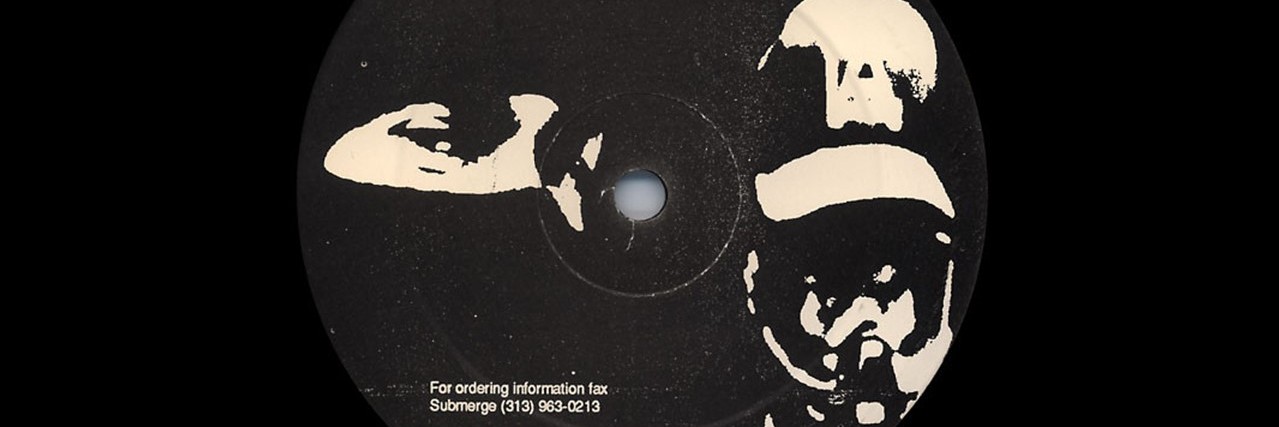 For ordering information fax
Submerge (313) 963-0213